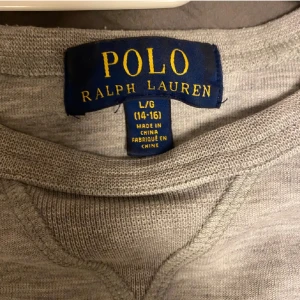 POLO
RALPH LAUREN
L/G
(14-16)
MADE IN
CHINA
FABRIQUÉ EN
CHINE